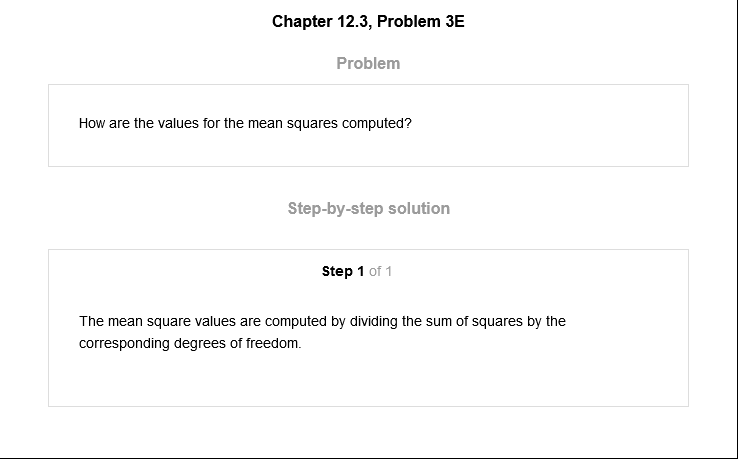 Chapter 12.3, Problem 3E
Problem
How are the values for the mean squares computed?
Step-by-step solution
Step 1 of 1
The mean square values are computed by dividing the sum of squares by the
corresponding degrees of freedom.